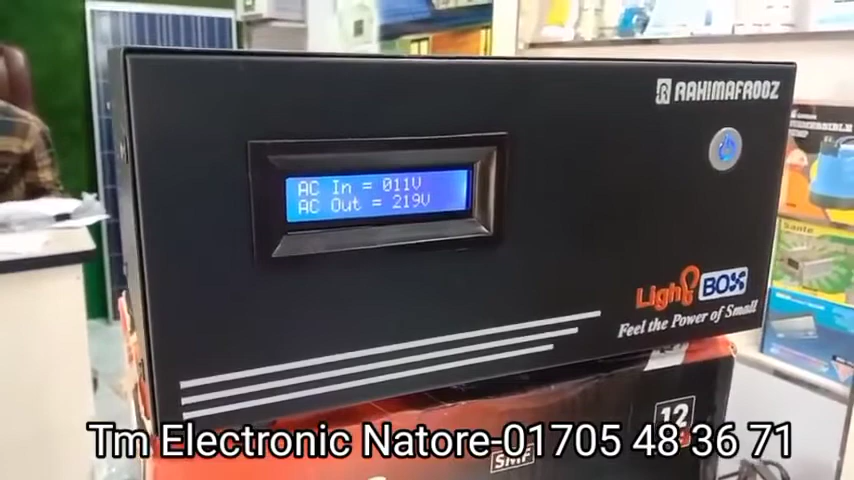 RAHIMAFROOZ
AC In = 011V
AC Out = 219V
Light BOX
Feel the Power of Small
12
SMF
Tm Electronic Natore-01705 48 36 71